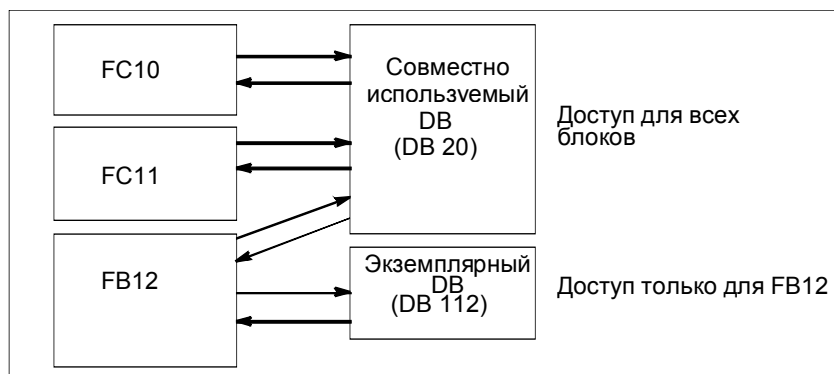 FC10
FC11
FB12
Совместно
используемый
DB
(DB 20)
Экземплярный
DB
(DB 112)
Доступ для всех
блоков
Доступ только для FB12